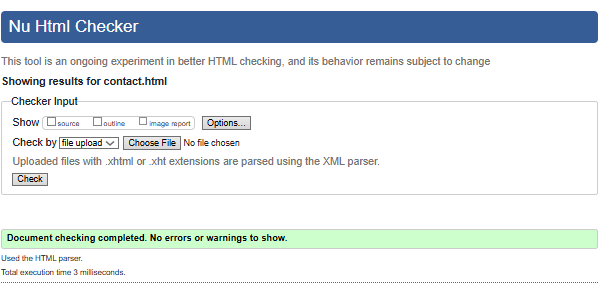 Nu Html Checker
This tool is an ongoing experiment in better HTML checking, and its behavior remains subject to change
Showing results for contact.html
Checker Input
Show source outline image report Options...
Check by file upload Choose File No file chosen
Uploaded files with .xhtml or .xht extensions are parsed using the XML parser.
Check
Document checking completed. No errors or warnings to show.
Used the HTML parser.
Total execution time 3 milliseconds.